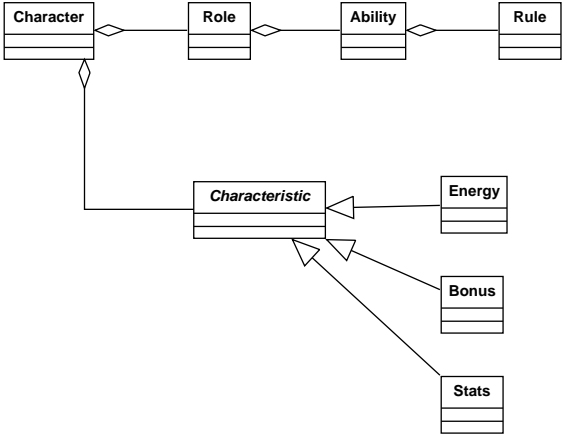 Character
Role
Ability
Rule
Characteristic
Energy
Bonus
Stats